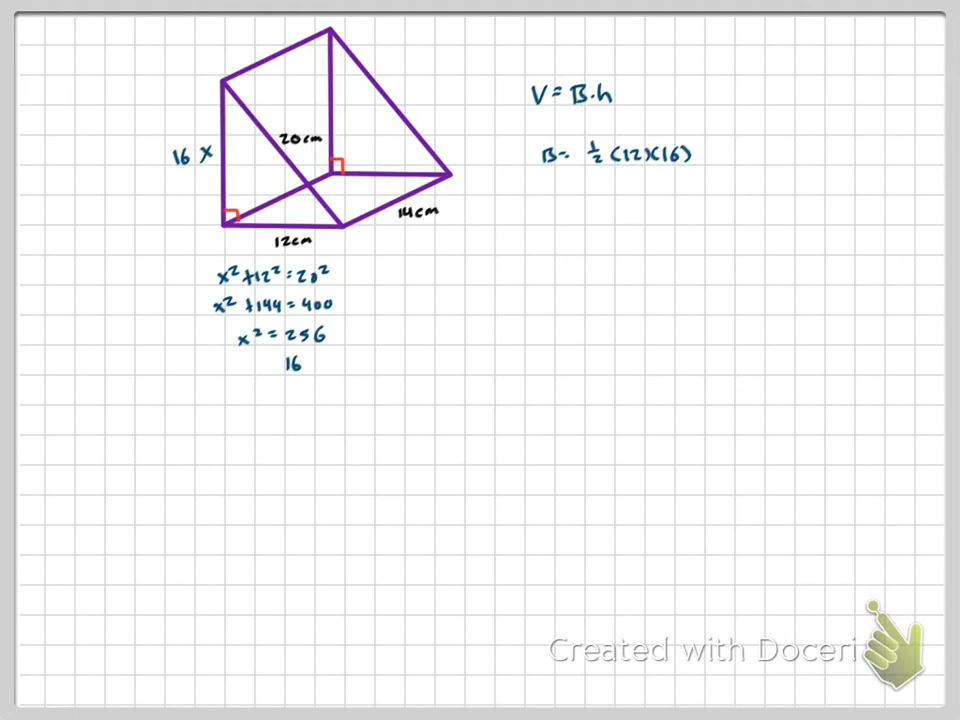 V = B·h
20cm
16 x
B= ½ (12)(16)
14cm
12cm
x² + 12² = 20²
x² + 144 = 400
x² = 256
16
Created with Doceri